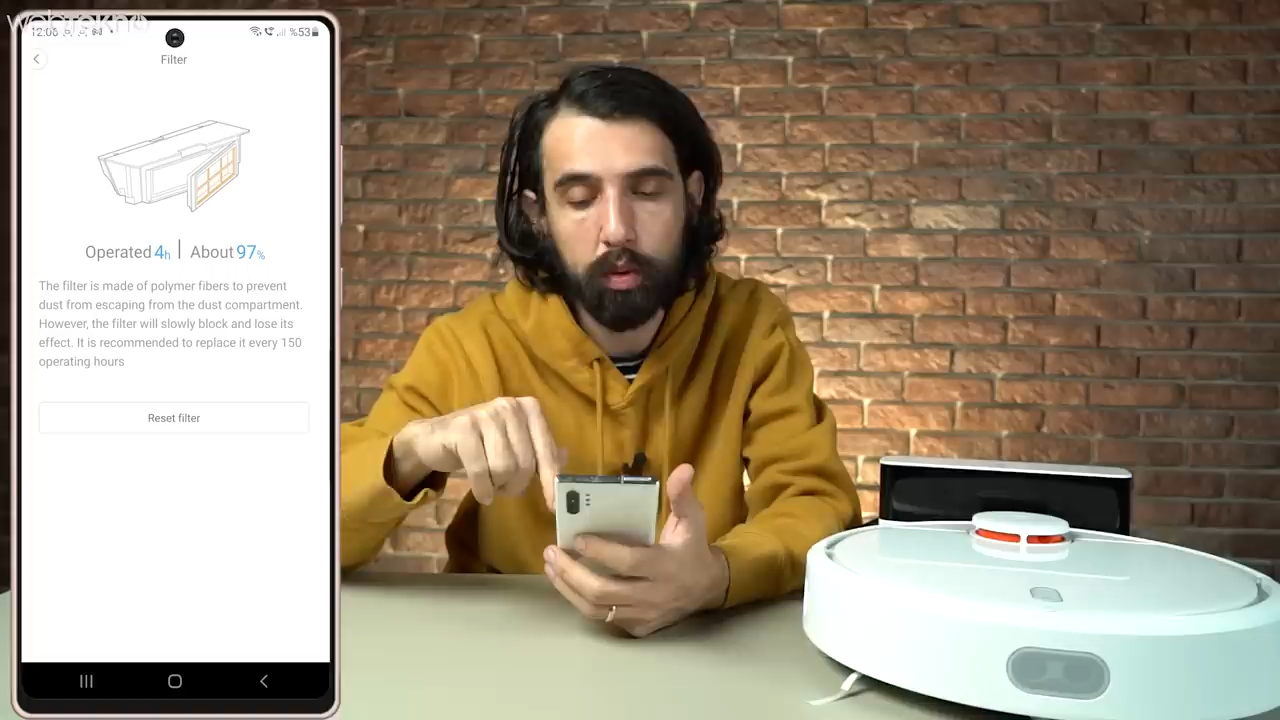 webtekno
12:00
%53
Filter
Operated 4h | About 97%
The filter is made of polymer fibers to prevent
dust from escaping from the dust compartment.
However, the filter will slowly block and lose its
effect. It is recommended to replace it every 150
operating hours
Reset filter